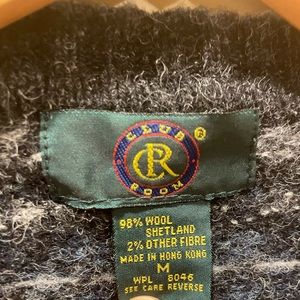 CLUB
CR
ROOM
®
98% WOOL
SHETLAND
2% OTHER FIBRE
MADE IN HONG KONG
M
WPL 8046
SEE CARE REVERSE